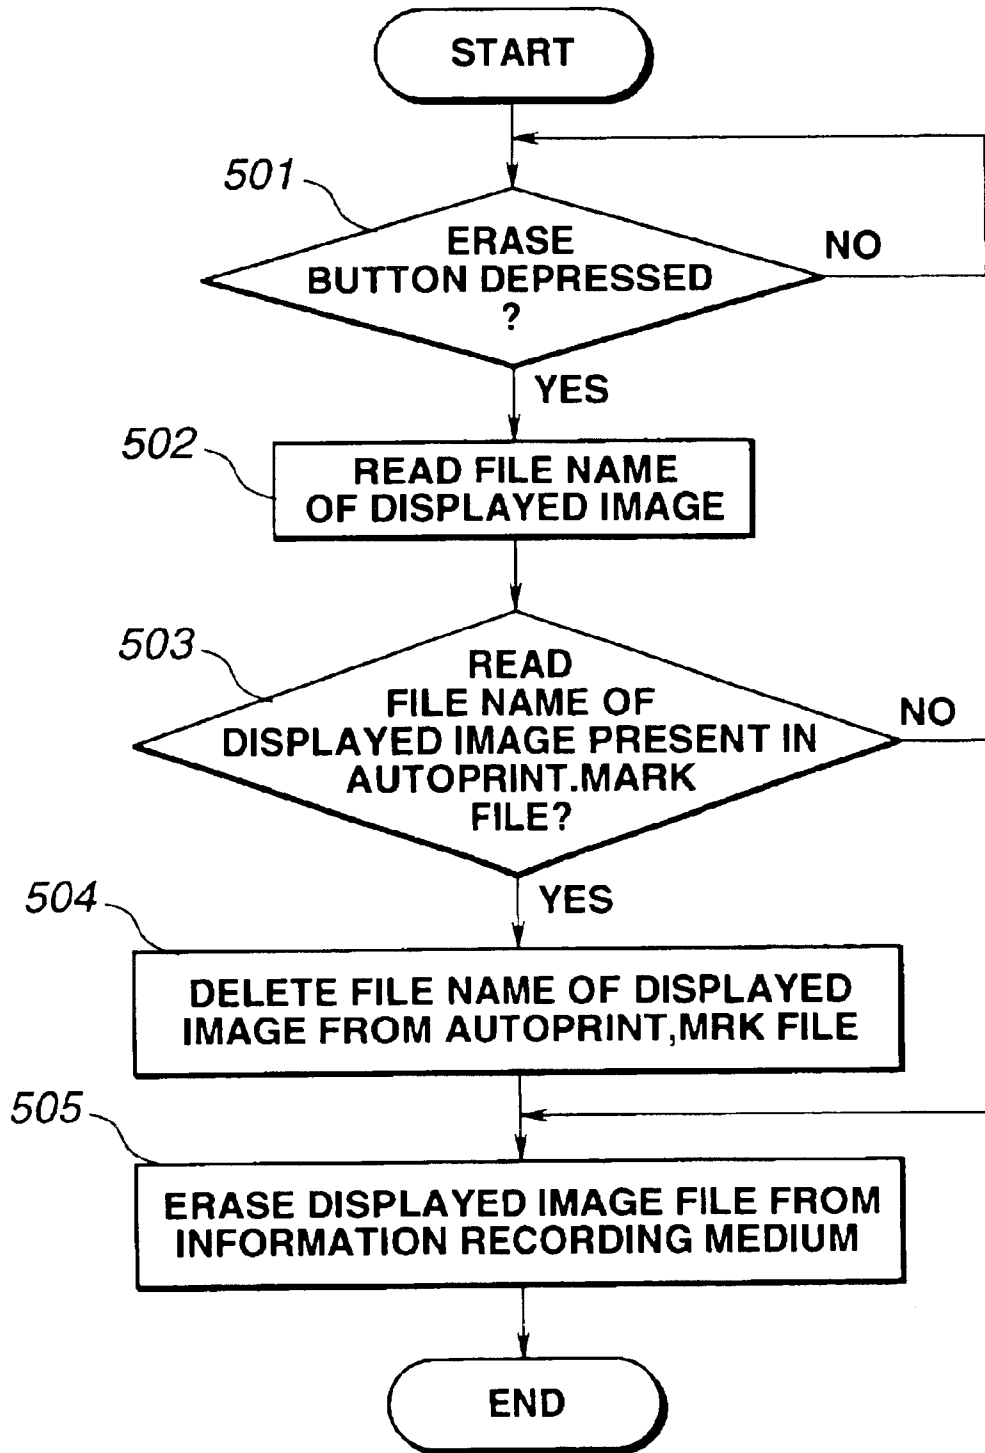 START
501
ERASE
BUTTON DEPRESSED
?
NO
YES
502
READ FILE NAME
OF DISPLAYED IMAGE
503
READ
FILE NAME OF
DISPLAYED IMAGE PRESENT IN
AUTOPRINT.MARK
FILE?
NO
YES
504
DELETE FILE NAME OF DISPLAYED
IMAGE FROM AUTOPRINT,MRK FILE
505
ERASE DISPLAYED IMAGE FILE FROM
INFORMATION RECORDING MEDIUM
END